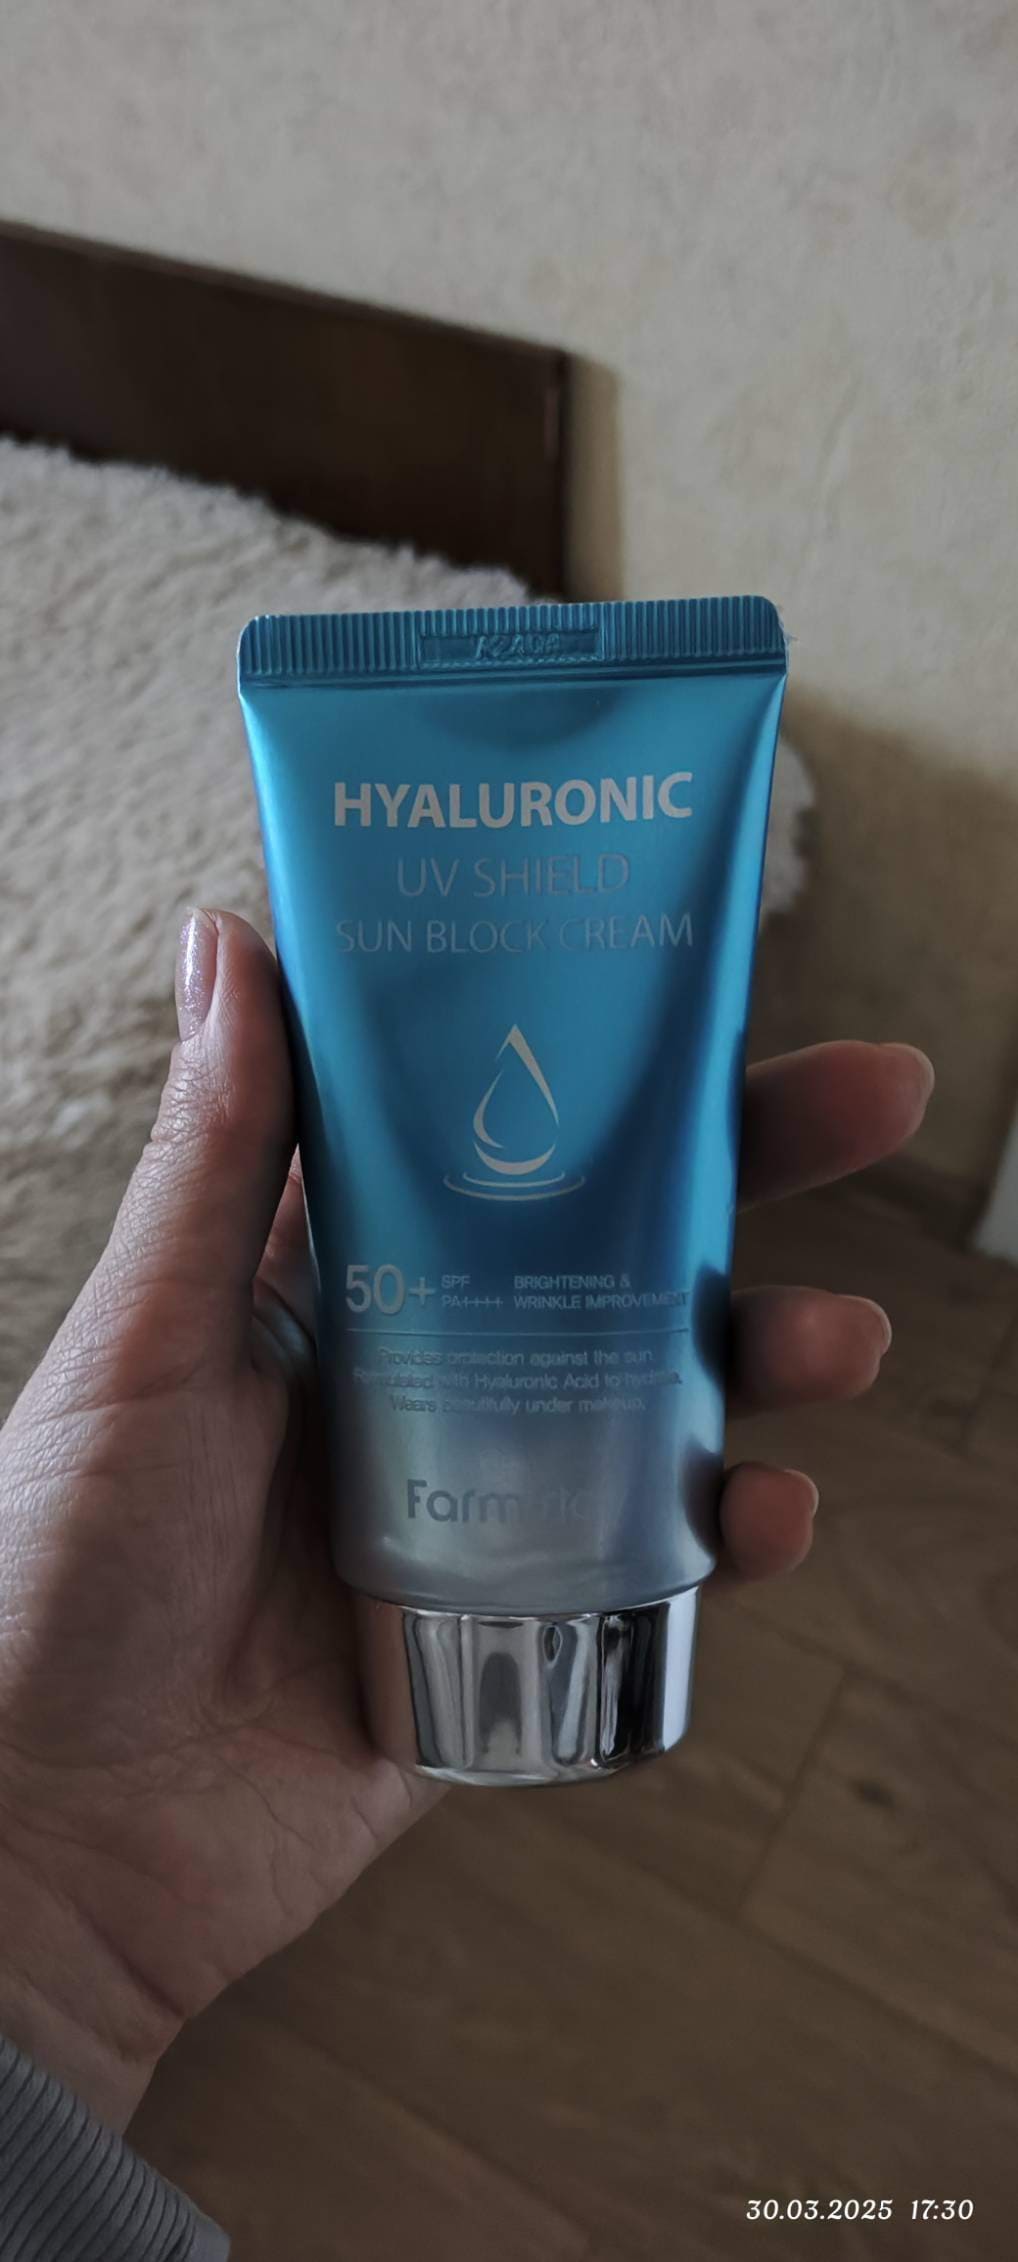 HYALURONIC
UV SHIELD
SUN BLOCK CREAM
50+ SPF PA++++ BRIGHTENING & WRINKLE IMPROVEMENT
Provides protection against the sun.
Formulated with Hyaluronic Acid to hydrate.
Wears beautifully under makeup.
30.03.2025 17:30